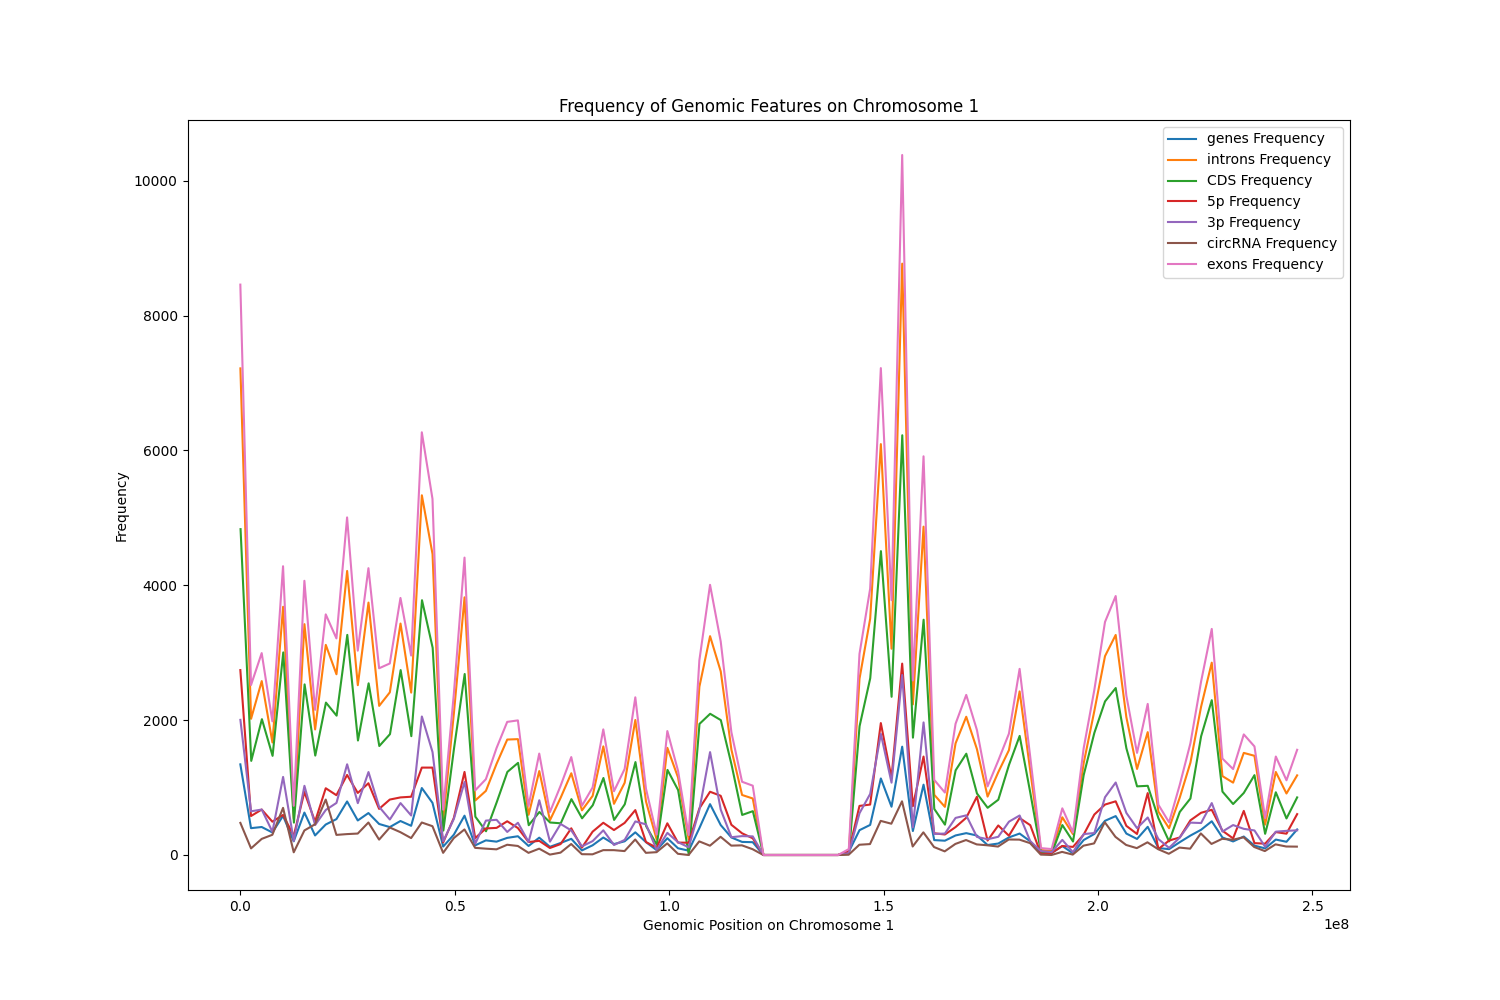 Frequency of Genomic Features on Chromosome 1
genes Frequency
introns Frequency
CDS Frequency
5p Frequency
3p Frequency
circRNA Frequency
exons Frequency
Frequency
10000
8000
6000
4000
2000
0
0.0 0.5 1.0 1.5 2.0 2.5
1e8
Genomic Position on Chromosome 1